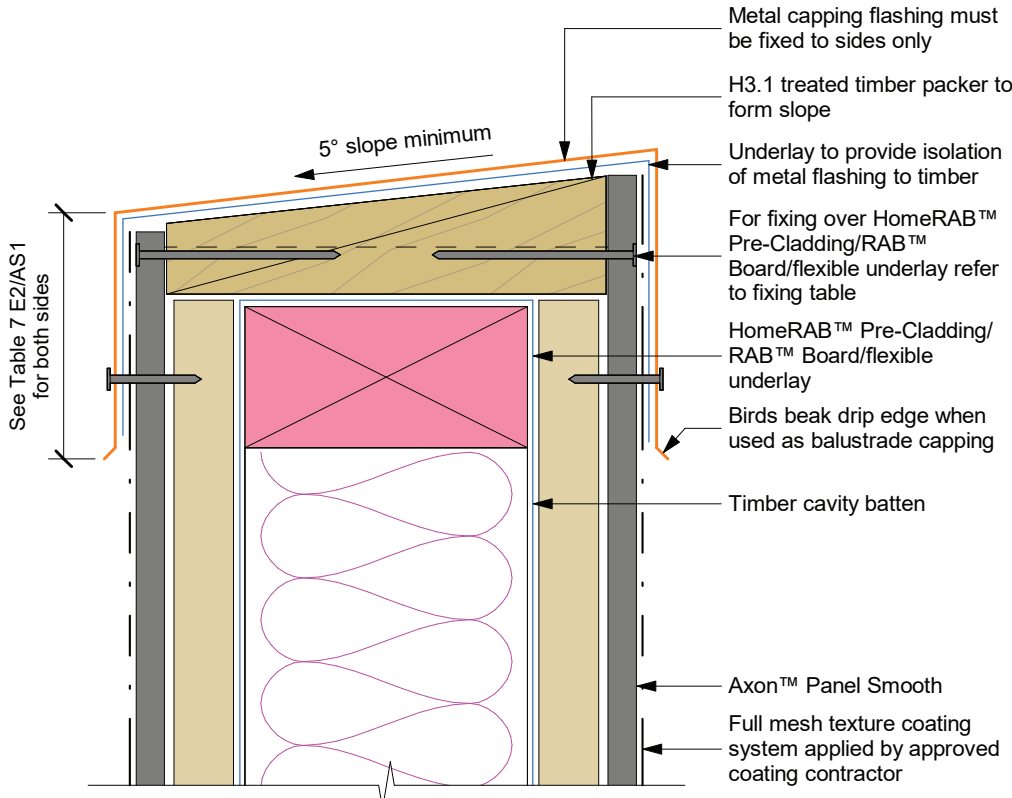 Metal capping flashing must
be fixed to sides only
H3.1 treated timber packer to
form slope
5° slope minimum
Underlay to provide isolation
of metal flashing to timber
For fixing over HomeRAB™
Pre-Cladding/RAB™
Board/flexible underlay refer
to fixing table
See Table 7 E2/AS1
for both sides
HomeRAB™ Pre-Cladding/
RAB™ Board/flexible
underlay
Birds beak drip edge when
used as balustrade capping
Timber cavity batten
Axon™ Panel Smooth
Full mesh texture coating
system applied by approved
coating contractor